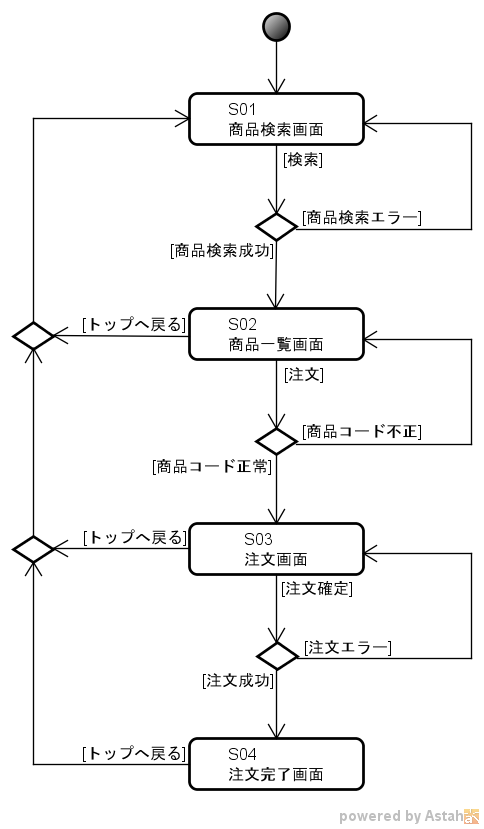 S01
商品検索画面
[検索]
[商品検索エラー]
[商品検索成功]
[トップへ戻る]
S02
商品一覧画面
[注文]
[商品コード不正]
[商品コード正常]
[トップへ戻る]
S03
注文画面
[注文確定]
[注文エラー]
[注文成功]
[トップへ戻る]
S04
注文完了画面
powered by Astah